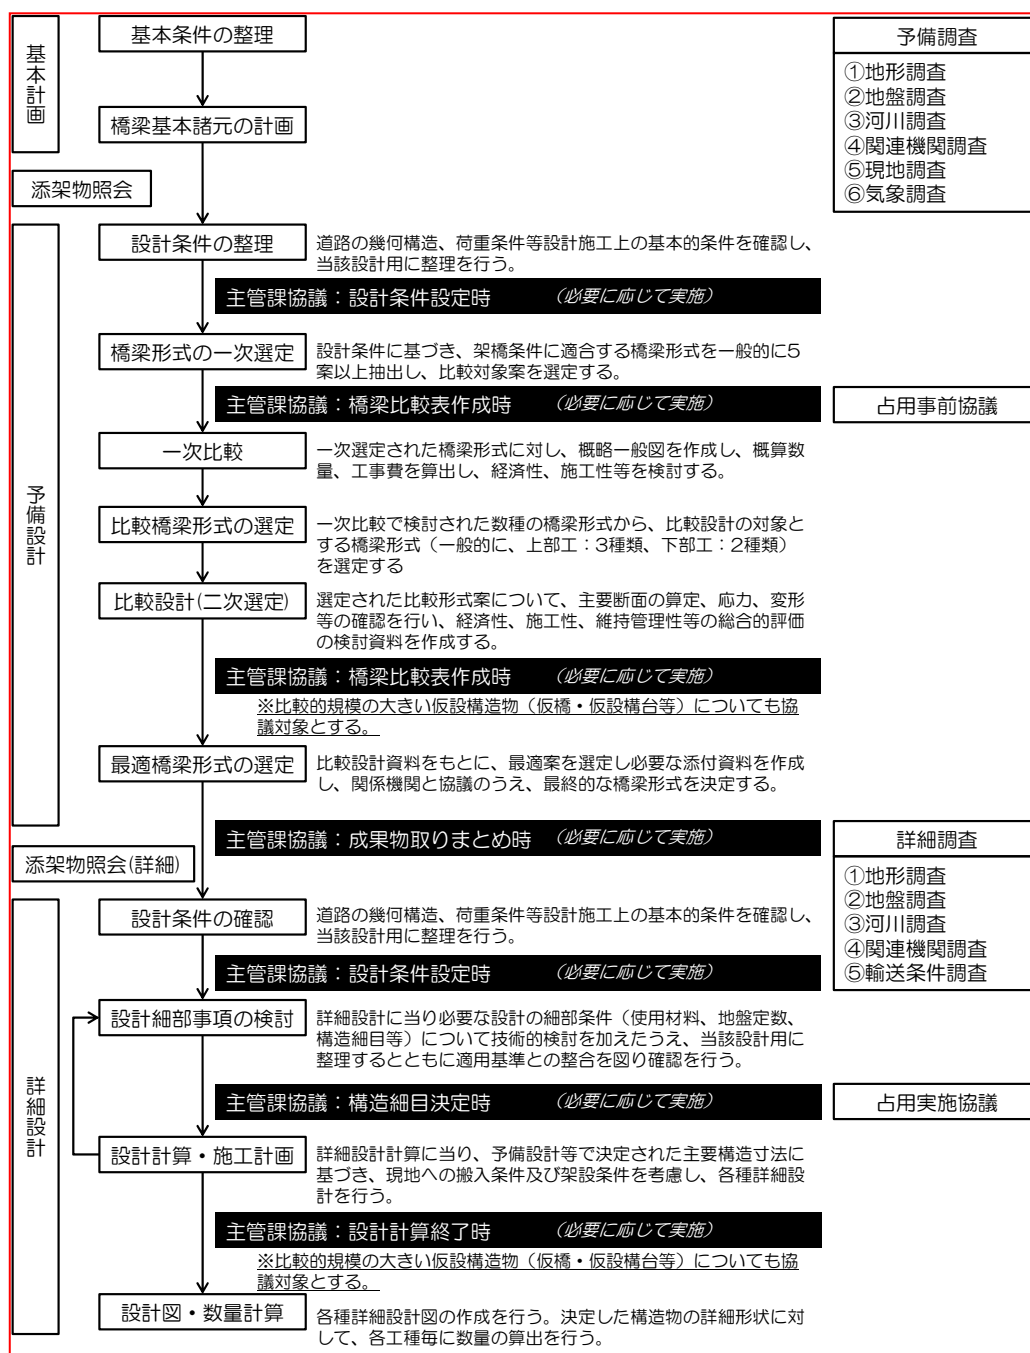 基本計画
基本条件の整理
橋梁基本諸元の計画
予備調査
①地形調査
②地盤調査
③河川調査
④関連機関調査
⑤現地調査
⑥気象調査
添架物照会
予備設計
設計条件の整理
道路の幾何構造、荷重条件等設計施工上の基本的条件を確認し、
当該設計用に整理を行う。
主管課協議：設計条件設定時　（必要に応じて実施）
橋梁形式の一次選定
設計条件に基づき、架橋条件に適合する橋梁形式を一般的に5
案以上抽出し、比較対象案を選定する。
主管課協議：橋梁比較表作成時　（必要に応じて実施）
占用事前協議
一次比較
一次選定された橋梁形式に対し、概略一般図を作成し、概算数
量、工事費を算出し、経済性、施工性等を検討する。
比較橋梁形式の選定
一次比較で検討された数種の橋梁形式から、比較設計の対象と
する橋梁形式（一般的に、上部工：3種類、下部工：2種類）
を選定する
比較設計(二次選定)
選定された比較形式案について、主要断面の算定、応力、変形
等の確認を行い、経済性、施工性、維持管理性等の総合的評価
の検討資料を作成する。
主管課協議：橋梁比較表作成時　（必要に応じて実施）
※比較的規模の大きい仮設構造物（仮橋・仮設構台等）についても協
議対象とする。
最適橋梁形式の選定
比較設計資料をもとに、最適案を選定し必要な添付資料を作成
し、関係機関と協議のうえ、最終的な橋梁形式を決定する。
主管課協議：成果物取りまとめ時　（必要に応じて実施）
添架物照会(詳細)
詳細調査
①地形調査
②地盤調査
③河川調査
④関連機関調査
⑤輸送条件調査
詳細設計
設計条件の確認
道路の幾何構造、荷重条件等設計施工上の基本的条件を確認し、
当該設計用に整理を行う。
主管課協議：設計条件設定時　（必要に応じて実施）
設計細部事項の検討
詳細設計に当り必要な設計の細部条件（使用材料、地盤定数、
構造細目等）について技術的検討を加えたうえ、当該設計用に
整理するとともに適用基準との整合を図り確認を行う。
主管課協議：構造細目決定時　（必要に応じて実施）
占用実施協議
設計計算・施工計画
詳細設計計算に当り、予備設計等で決定された主要構造寸法に
基づき、現地への搬入条件及び架設条件を考慮し、各種詳細設
計を行う。
主管課協議：設計計算終了時　（必要に応じて実施）
※比較的規模の大きい仮設構造物（仮橋・仮設構台等）についても協
議対象とする。
設計図・数量計算
各種詳細設計図の作成を行う。決定した構造物の詳細形状に対
して、各工種毎に数量の算出を行う。